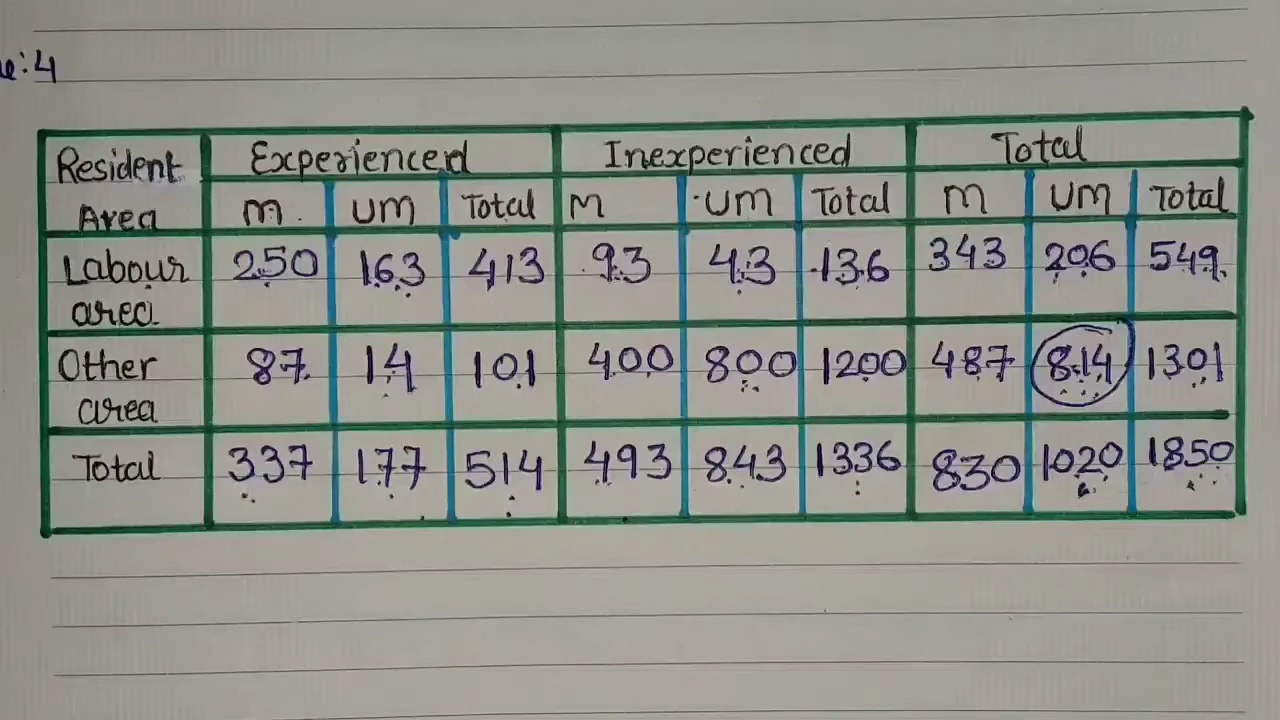 :4
Resident Experienced Inexperienced Total
Area M UM Total M UM Total M UM Total
Labour 250 163 413 93 43 136 343 206 549
area
Other 87 14 101 400 800 1200 487 814 1301
area
Total 337 177 514 493 843 1336 830 1020 1850